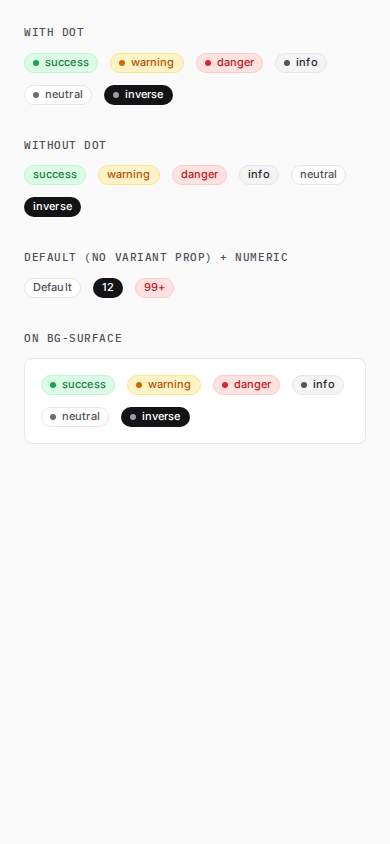 WITH DOT
success warning danger info
neutral inverse
WITHOUT DOT
success warning danger info neutral
inverse
DEFAULT (NO VARIANT PROP) + NUMERIC
Default 12 99+
ON BG-SURFACE
success warning danger info
neutral inverse